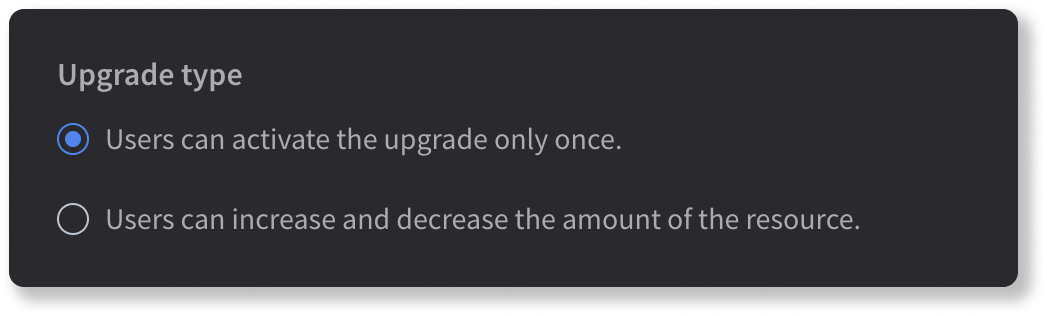 Upgrade type
Users can activate the upgrade only once.
Users can increase and decrease the amount of the resource.